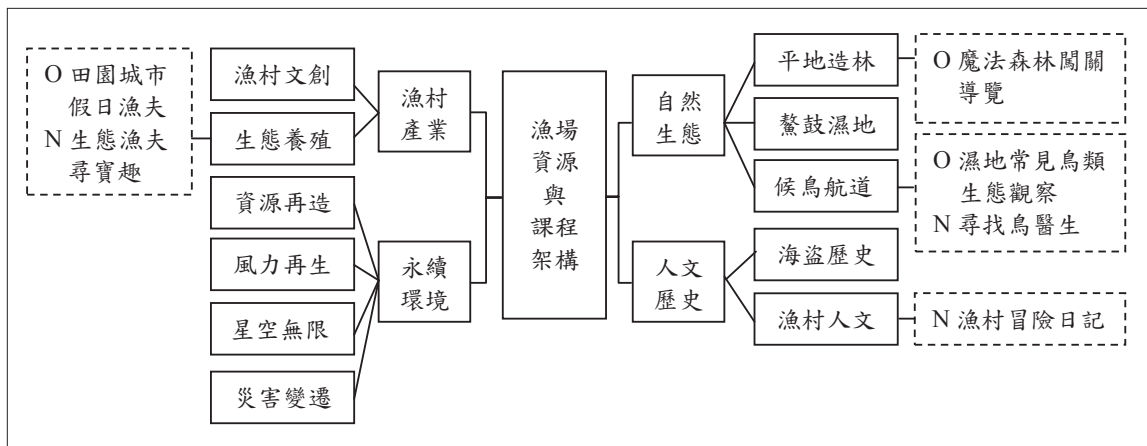 O 田園城市
假日漁夫
N 生態漁夫
尋寶趣
漁村文創
生態養殖
資源再造
風力再生
星空無限
災害變遷
漁村
產業
永續
環境
漁場
資源
與
課程
架構
自然
生態
人文
歷史
平地造林
鰲鼓濕地
候鳥航道
海盜歷史
漁村人文
O 魔法森林闖關
導覽
O 濕地常見鳥類
生態觀察
N 尋找鳥醫生
N 漁村冒險日記